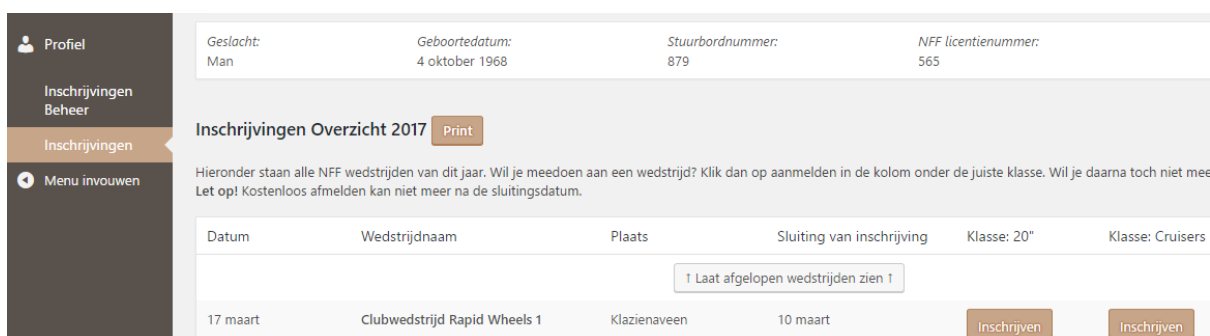 Profiel
Inschrijvingen
Beheer
Inschrijvingen
Menu invouwen
Geslacht: Geboortedatum: Stuurbordnummer: NFF licentienummer:
Man 4 oktober 1968 879 565
Inschrijvingen Overzicht 2017 Print
Hieronder staan alle NFF wedstrijden van dit jaar. Wil je meedoen aan een wedstrijd? Klik dan op aanmelden in de kolom onder de juiste klasse. Wil je daarna toch niet mee
Let op! Kostenloos afmelden kan niet meer na de sluitingsdatum.
Datum Wedstrijdnaam Plaats Sluiting van inschrijving Klasse: 20" Klasse: Cruisers
↑ Laat afgelopen wedstrijden zien ↑
17 maart Clubwedstrijd Rapid Wheels 1 Klazienaveen 10 maart Inschrijven Inschrijven